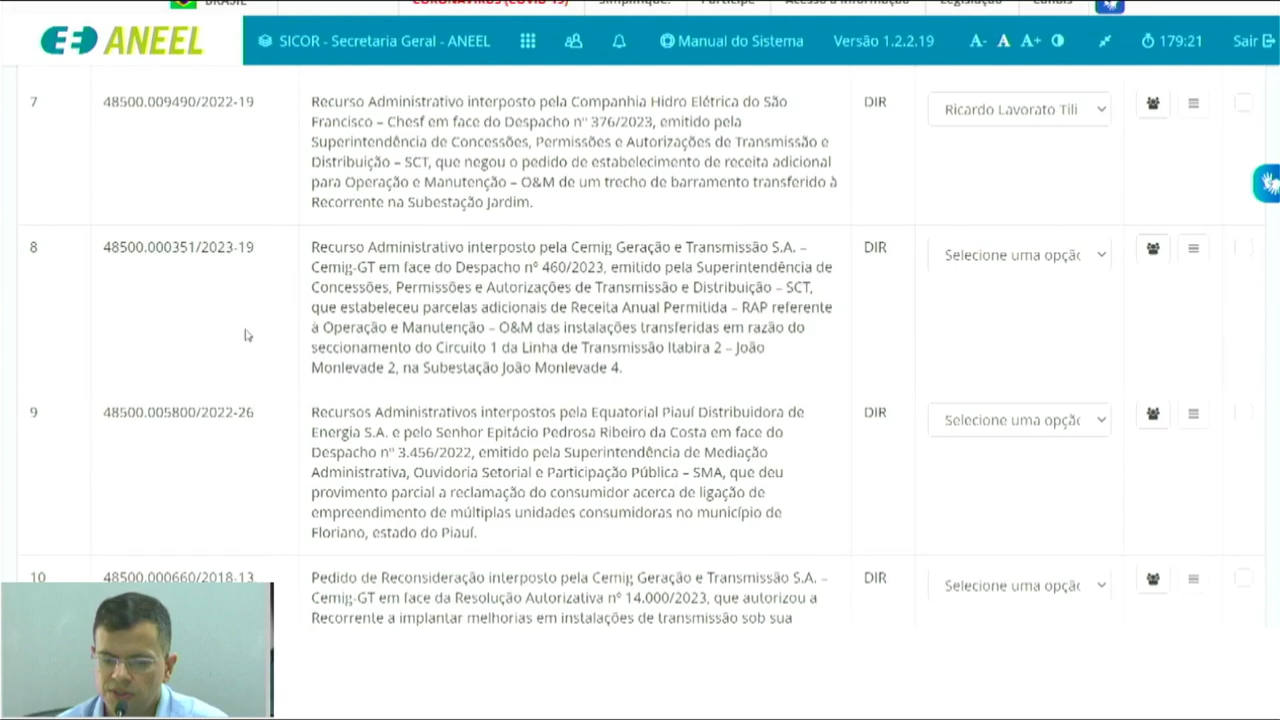 BRASIL
CORONAVÍRUS (COVID-19)
Simplifique!
Participe
Acesso à informação
Legislação
Canais
ANEEL
SICOR - Secretaria Geral - ANEEL
Manual do Sistema
Versão 1.2.2.19
A- A A+
179:21
Sair
7
48500.009490/2022-19
Recurso Administrativo interposto pela Companhia Hidro Elétrica do São
Francisco – Chesf em face do Despacho nº 376/2023, emitido pela
Superintendência de Concessões, Permissões e Autorizações de Transmissão e
Distribuição – SCT, que negou o pedido de estabelecimento de receita adicional
para Operação e Manutenção – O&M de um trecho de barramento transferido à
Recorrente na Subestação Jardim.
DIR
Ricardo Lavorato Tili
8
48500.000351/2023-19
Recurso Administrativo interposto pela Cemig Geração e Transmissão S.A. –
Cemig-GT em face do Despacho nº 460/2023, emitido pela Superintendência de
Concessões, Permissões e Autorizações de Transmissão e Distribuição – SCT,
que estabeleceu parcelas adicionais de Receita Anual Permitida – RAP referente
à Operação e Manutenção – O&M das instalações transferidas em razão do
seccionamento do Circuito 1 da Linha de Transmissão Itabira 2 – João
Monlevade 2, na Subestação João Monlevade 4.
DIR
Selecione uma opçã
9
48500.005800/2022-26
Recursos Administrativos interpostos pela Equatorial Piauí Distribuidora de
Energia S.A. e pelo Senhor Epitácio Pedrosa Ribeiro da Costa em face do
Despacho nº 3.456/2022, emitido pela Superintendência de Mediação
Administrativa, Ouvidoria Setorial e Participação Pública – SMA, que deu
provimento parcial a reclamação do consumidor acerca de ligação de
empreendimento de múltiplas unidades consumidoras no município de
Floriano, estado do Piauí.
DIR
Selecione uma opçã
10
48500.000660/2018-13
Pedido de Reconsideração interposto pela Cemig Geração e Transmissão S.A. –
Cemig-GT em face da Resolução Autorizativa nº 14.000/2023, que autorizou a
Recorrente a implantar melhorias em instalações de transmissão sob sua
DIR
Selecione uma opçã